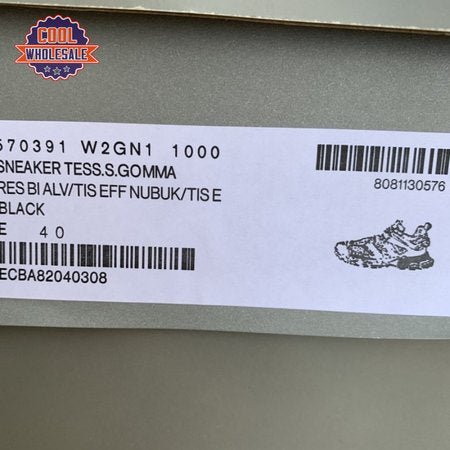 COOL
WHOLESALE
570391 W2GN1 1000
SNEAKER TESS.S.GOMMA
RES BI ALV/TIS EFF NUBUK/TIS E
BLACK
E 40
ECBA82040308
8081130576